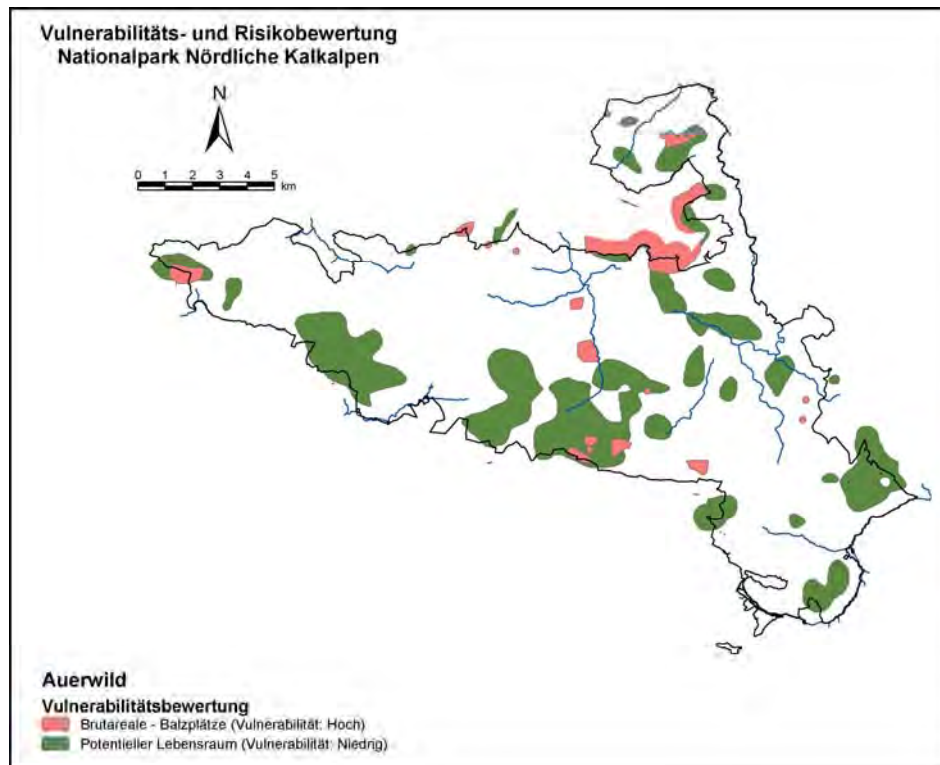 Vulnerabilitäts- und Risikobewertung
Nationalpark Nördliche Kalkalpen
N
0 1 2 3 4 5
km
Auerwild
Vulnerabilitätsbewertung
Brutareale - Balzplätze (Vulnerabilität: Hoch)
Potentieller Lebensraum (Vulnerabilität: Niedrig)